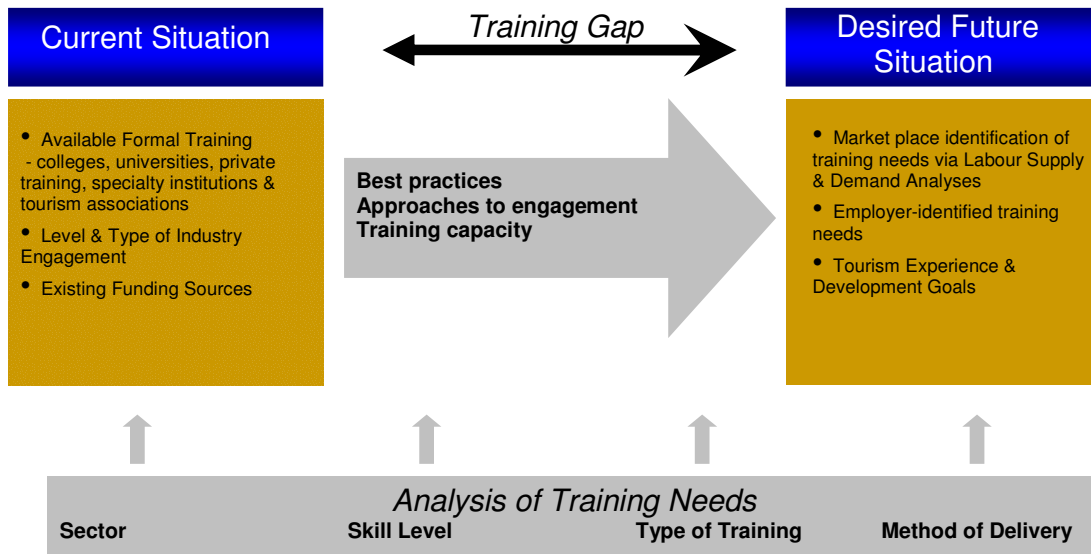 Current Situation
Training Gap
Desired Future
Situation
• Available Formal Training
- colleges, universities, private
training, specialty institutions &
tourism associations
• Level & Type of Industry
Engagement
• Existing Funding Sources
Best practices
Approaches to engagement
Training capacity
• Market place identification of
training needs via Labour Supply
& Demand Analyses
• Employer-identified training
needs
• Tourism Experience &
Development Goals
Analysis of Training Needs
Sector Skill Level Type of Training Method of Delivery